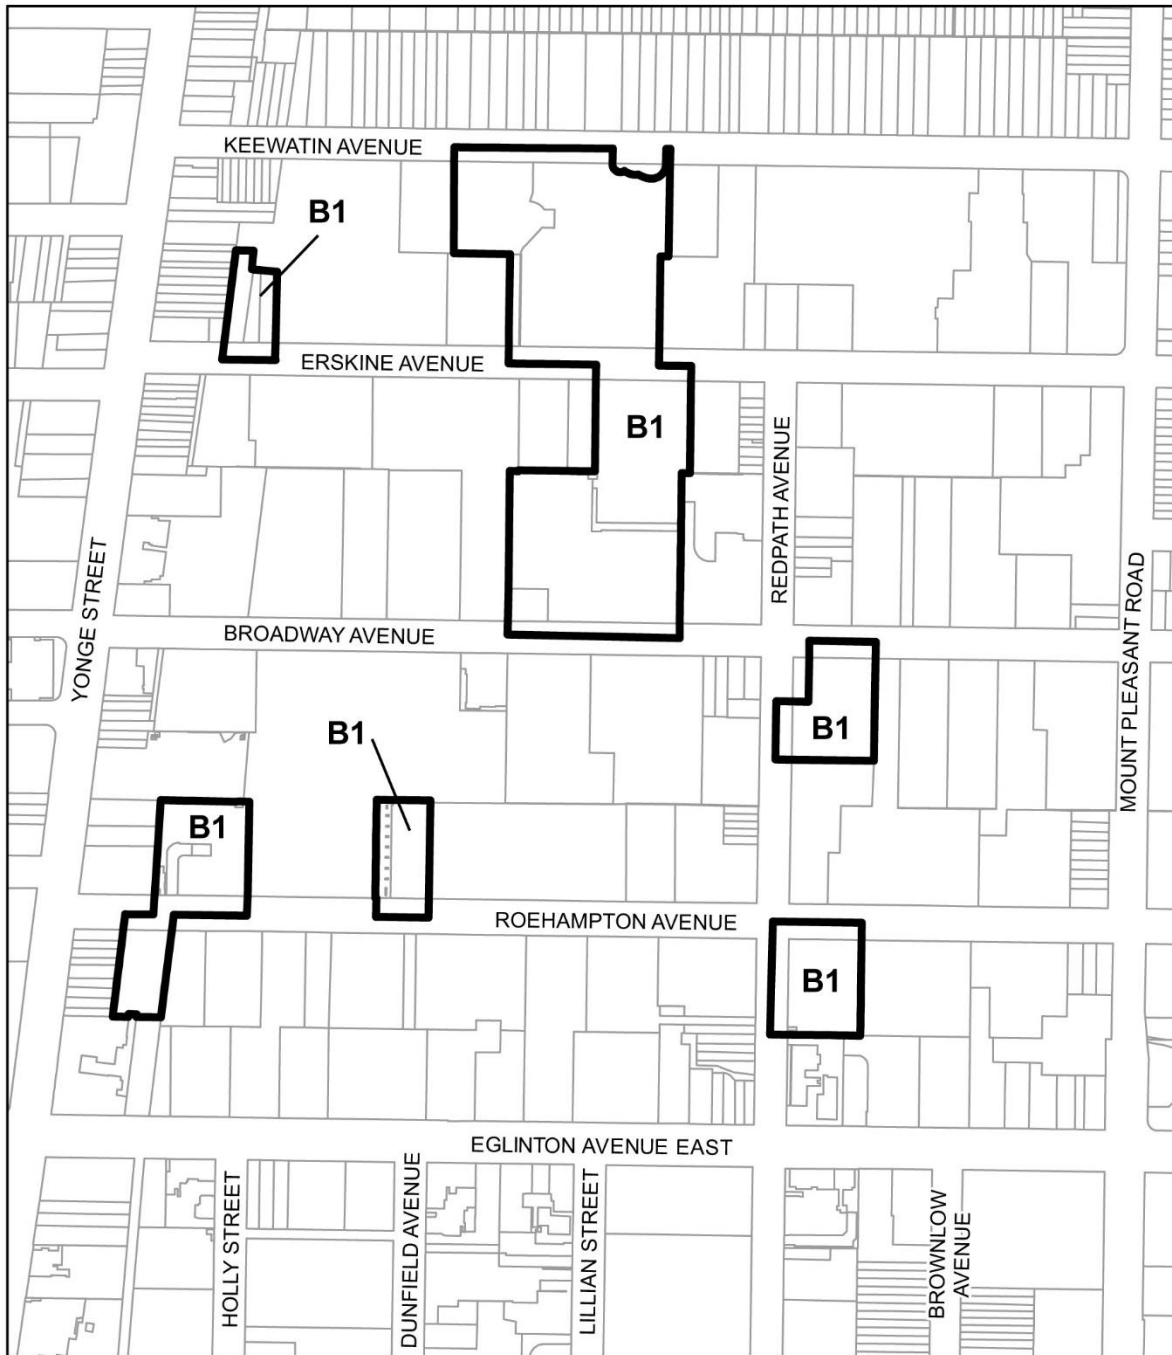 KEEWATIN AVENUE
B1
ERSKINE AVENUE
B1
REDPATH AVENUE
YONGE STREET
MOUNT PLEASANT ROAD
BROADWAY AVENUE
B1
B1
B1
ROEHAMPTON AVENUE
B1
EGLINTON AVENUE EAST
HOLLY STREET
DUNFIELD AVENUE
LILLIAN STREET
BROWNLOW
AVENUE